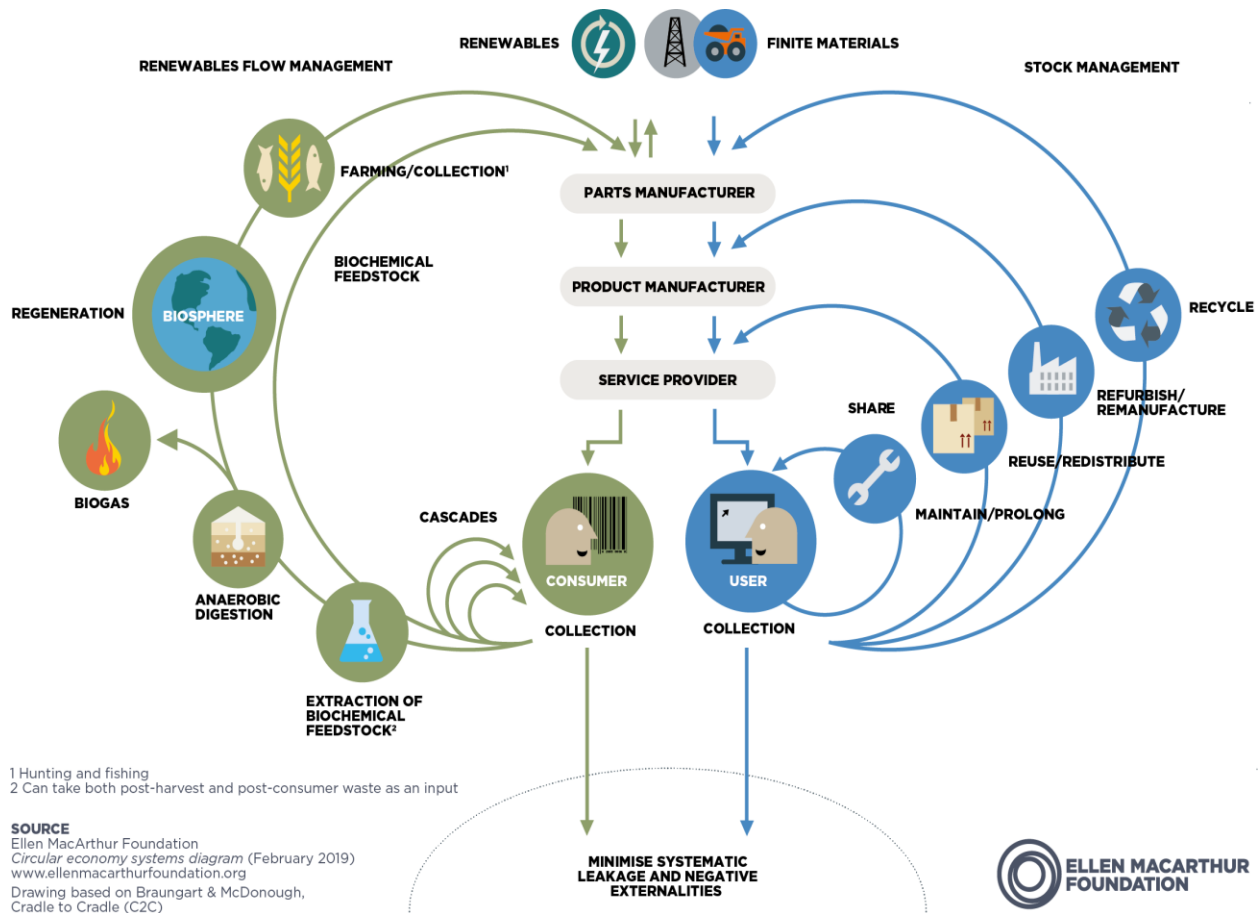 RENEWABLES
FINITE MATERIALS
RENEWABLES FLOW MANAGEMENT
STOCK MANAGEMENT
FARMING/COLLECTION¹
PARTS MANUFACTURER
BIOCHEMICAL
FEEDSTOCK
PRODUCT MANUFACTURER
REGENERATION
BIOSPHERE
RECYCLE
SERVICE PROVIDER
SHARE
REFURBISH/
REMANUFACTURE
REUSE/REDISTRIBUTE
BIOGAS
CASCADES
MAINTAIN/PROLONG
CONSUMER
USER
ANAEROBIC
DIGESTION
COLLECTION
COLLECTION
EXTRACTION OF
BIOCHEMICAL
FEEDSTOCK²
1 Hunting and fishing
2 Can take both post-harvest and post-consumer waste as an input
SOURCE
Ellen MacArthur Foundation
Circular economy systems diagram (February 2019)
www.ellenmacarthurfoundation.org
Drawing based on Braungart & McDonough,
Cradle to Cradle (C2C)
MINIMISE SYSTEMATIC
LEAKAGE AND NEGATIVE
EXTERNALITIES
ELLEN MACARTHUR
FOUNDATION